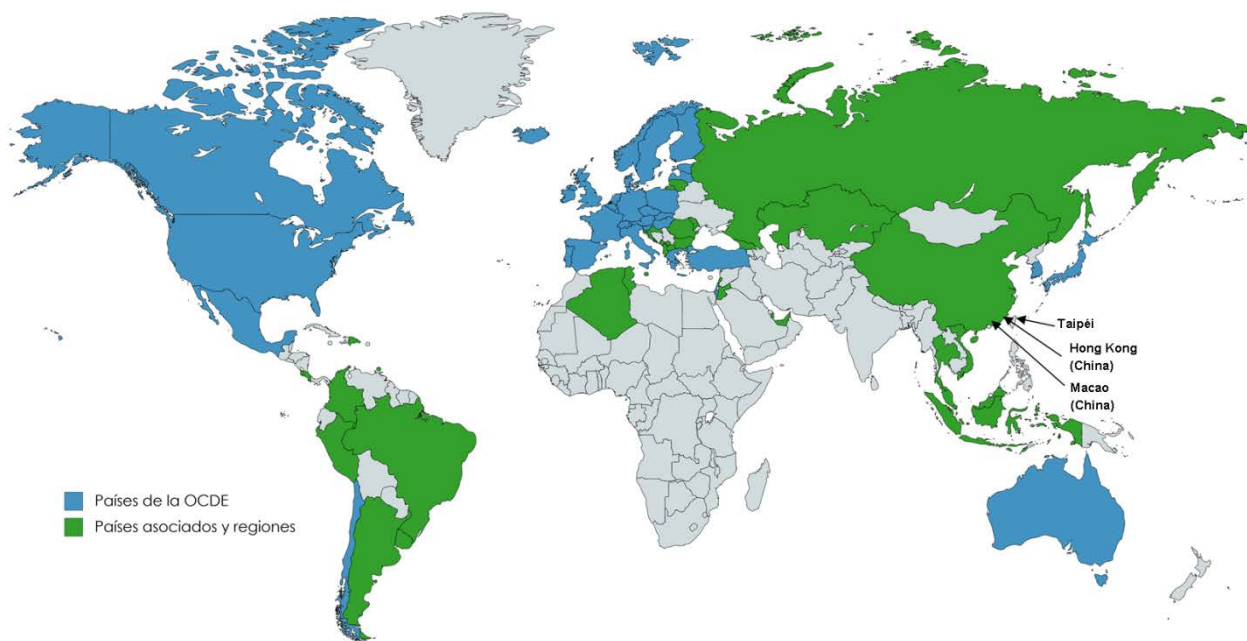 Taipéi
Hong Kong
(China)
Macao
(China)
Países de la OCDE
Países asociados y regiones